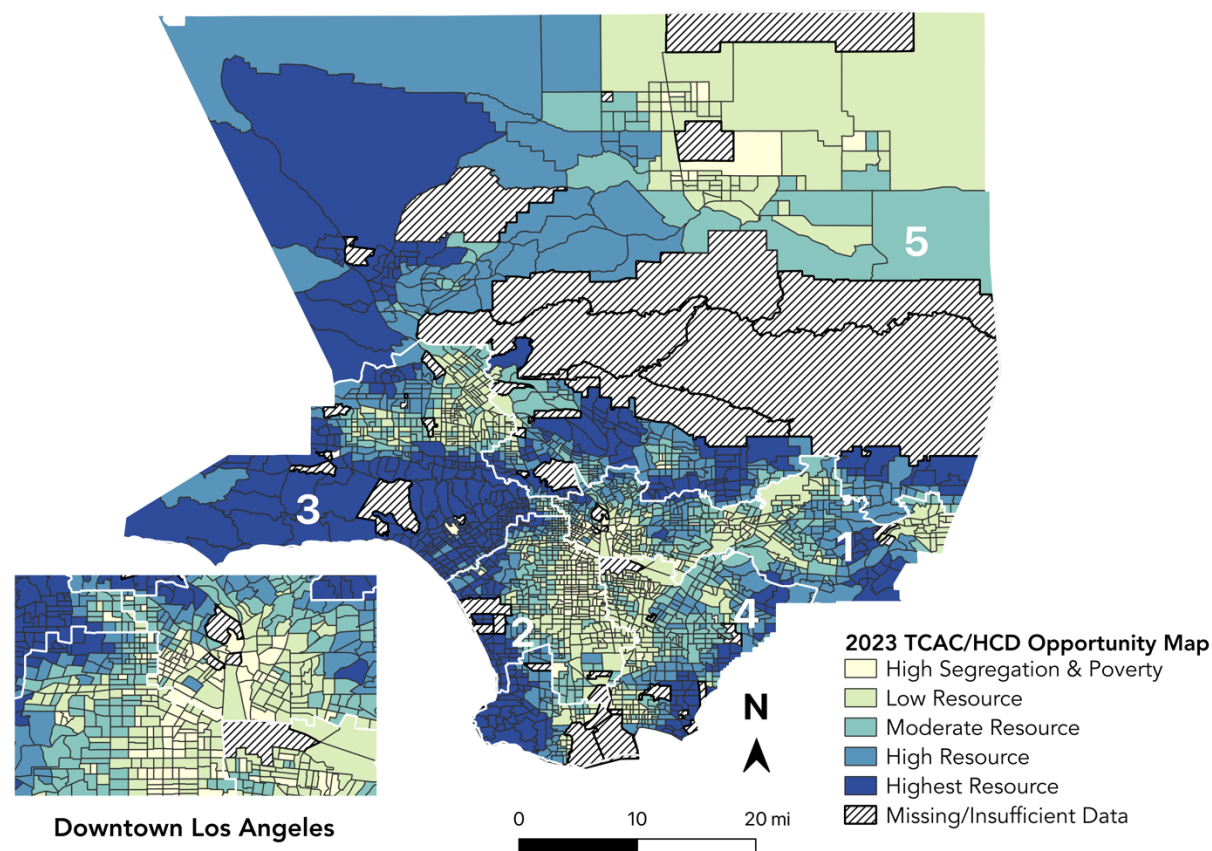 5
3
1
4
2
2023 TCAC/HCD Opportunity Map
High Segregation & Poverty
Low Resource
Moderate Resource
High Resource
Highest Resource
Missing/Insufficient Data
N
0 10 20 mi
Downtown Los Angeles